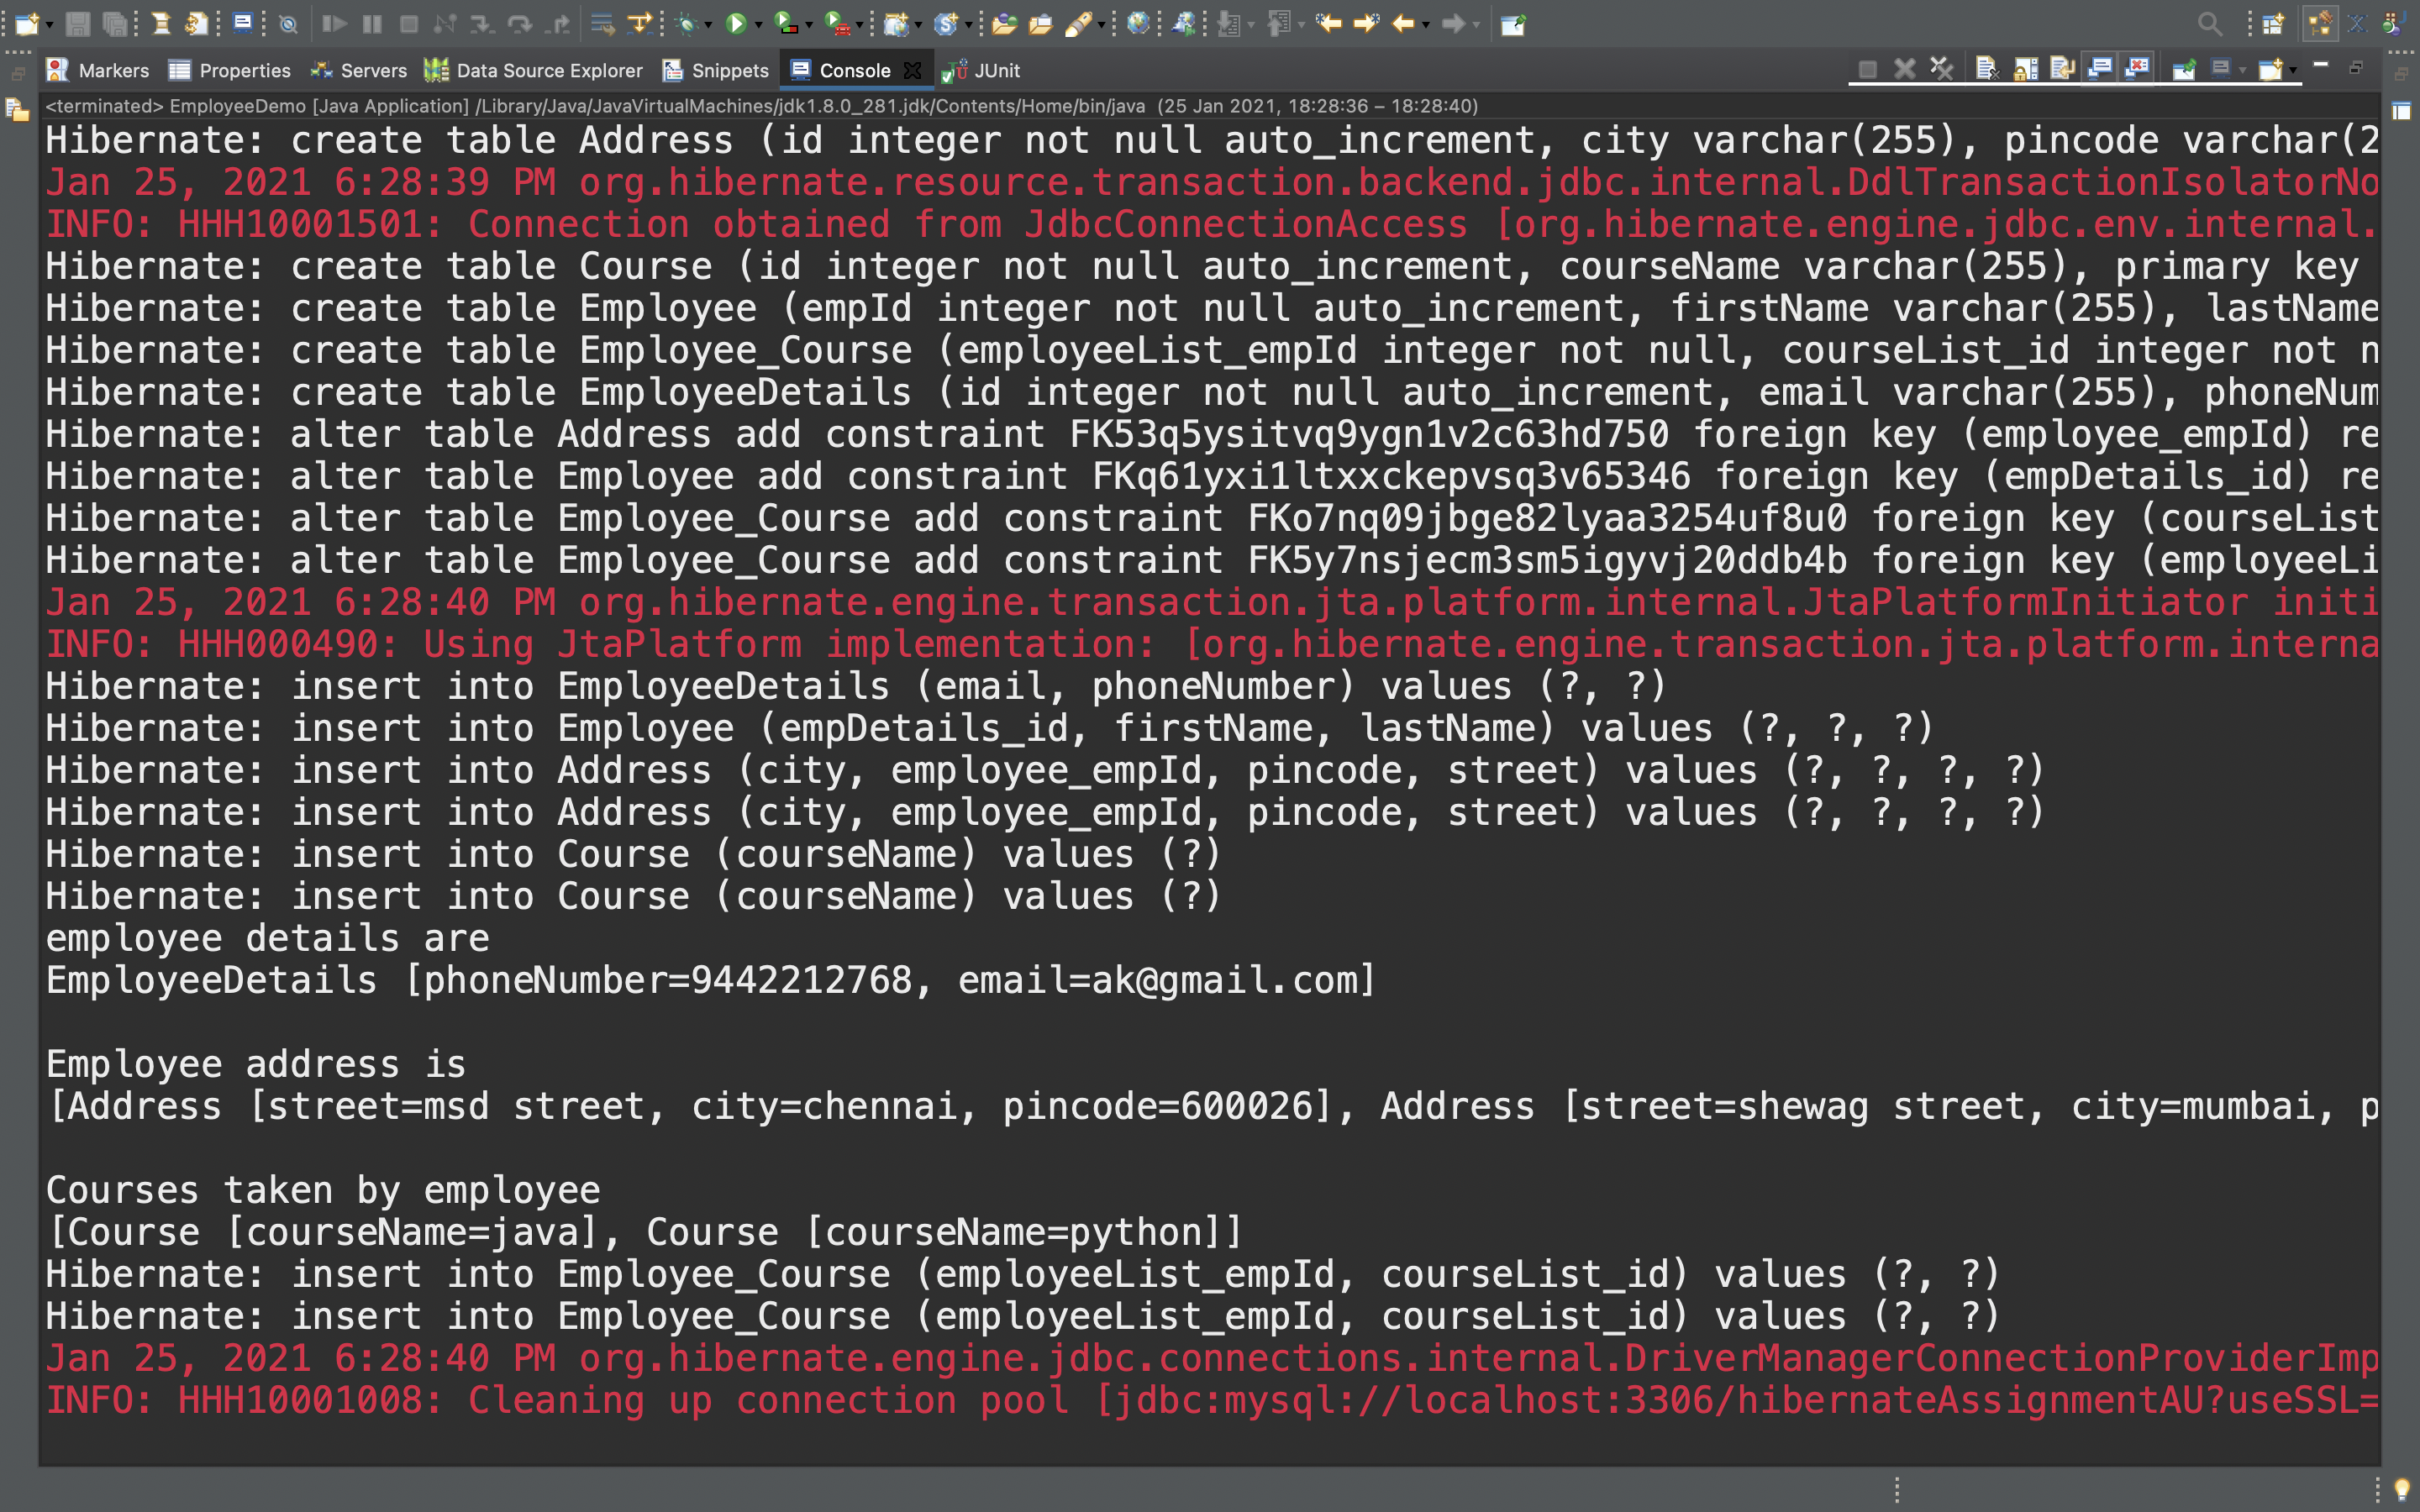 Markers Properties Servers Data Source Explorer Snippets Console JUnit
<terminated> EmployeeDemo [Java Application] /Library/Java/JavaVirtualMachines/jdk1.8.0_281.jdk/Contents/Home/bin/java (25 Jan 2021, 18:28:36 – 18:28:40)
Hibernate: create table Address (id integer not null auto_increment, city varchar(255), pincode varchar(2
Jan 25, 2021 6:28:39 PM org.hibernate.resource.transaction.backend.jdbc.internal.DdlTransactionIsolatorNo
INFO: HHH10001501: Connection obtained from JdbcConnectionAccess [org.hibernate.engine.jdbc.env.internal.
Hibernate: create table Course (id integer not null auto_increment, courseName varchar(255), primary key
Hibernate: create table Employee (empId integer not null auto_increment, firstName varchar(255), lastName
Hibernate: create table Employee_Course (employeeList_empId integer not null, courseList_id integer not n
Hibernate: create table EmployeeDetails (id integer not null auto_increment, email varchar(255), phoneNum
Hibernate: alter table Address add constraint FK53q5ysitvq9ygn1v2c63hd750 foreign key (employee_empId) re
Hibernate: alter table Employee add constraint FKq61yxi1ltxxckepvsq3v65346 foreign key (empDetails_id) re
Hibernate: alter table Employee_Course add constraint FKo7nq09jbge82lyaa3254uf8u0 foreign key (courseList
Hibernate: alter table Employee_Course add constraint FK5y7nsjecm3sm5igyvj20ddb4b foreign key (employeeLi
Jan 25, 2021 6:28:40 PM org.hibernate.engine.transaction.jta.platform.internal.JtaPlatformInitiator initi
INFO: HHH000490: Using JtaPlatform implementation: [org.hibernate.engine.transaction.jta.platform.interna
Hibernate: insert into EmployeeDetails (email, phoneNumber) values (?, ?)
Hibernate: insert into Employee (empDetails_id, firstName, lastName) values (?, ?, ?)
Hibernate: insert into Address (city, employee_empId, pincode, street) values (?, ?, ?, ?)
Hibernate: insert into Address (city, employee_empId, pincode, street) values (?, ?, ?, ?)
Hibernate: insert into Course (courseName) values (?)
Hibernate: insert into Course (courseName) values (?)
employee details are
EmployeeDetails [phoneNumber=9442212768, email=ak@gmail.com]
Employee address is
[Address [street=msd street, city=chennai, pincode=600026], Address [street=shewag street, city=mumbai, p
Courses taken by employee
[Course [courseName=java], Course [courseName=python]]
Hibernate: insert into Employee_Course (employeeList_empId, courseList_id) values (?, ?)
Hibernate: insert into Employee_Course (employeeList_empId, courseList_id) values (?, ?)
Jan 25, 2021 6:28:40 PM org.hibernate.engine.jdbc.connections.internal.DriverManagerConnectionProviderImp
INFO: HHH10001008: Cleaning up connection pool [jdbc:mysql://localhost:3306/hibernateAssignmentAU?useSSL=